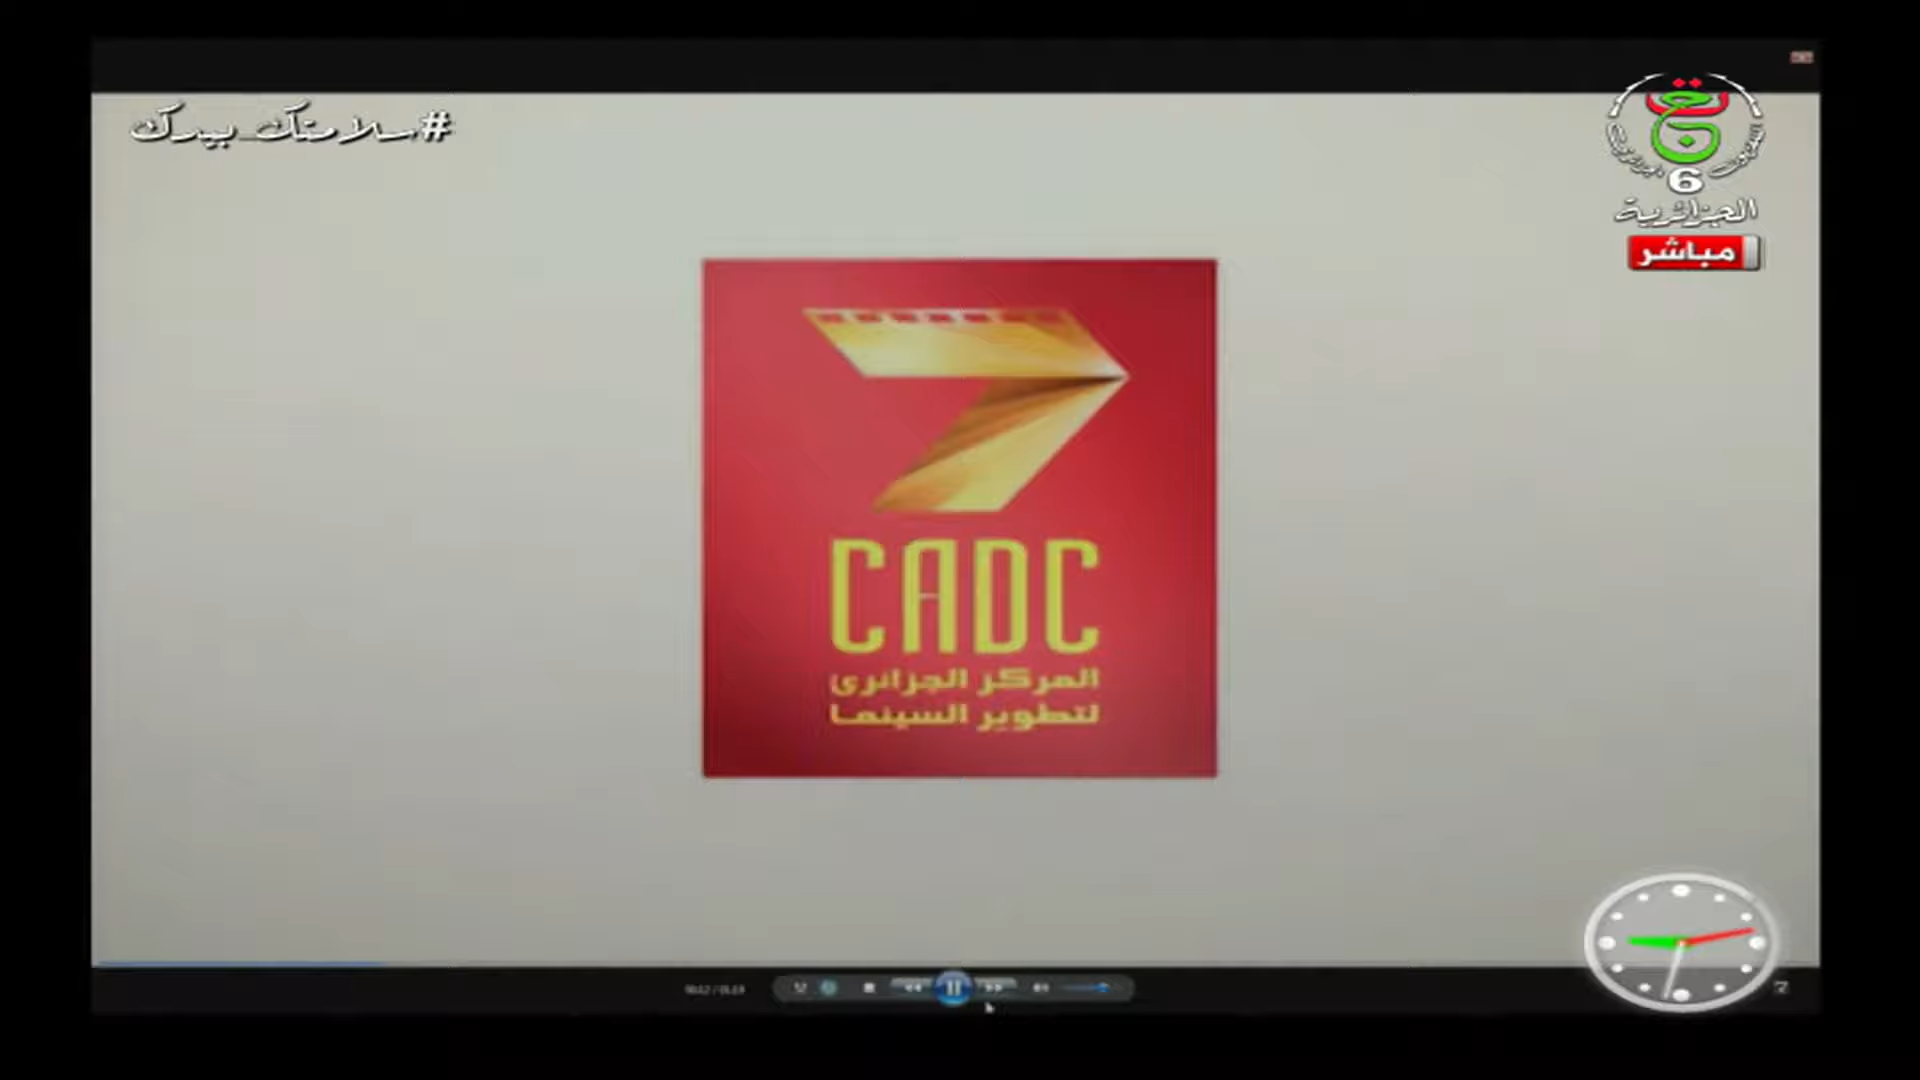 #سلامتك_بيدك
6
الجزائرية
مباشر
CADC
المركز الجزائري
لتطوير السينما